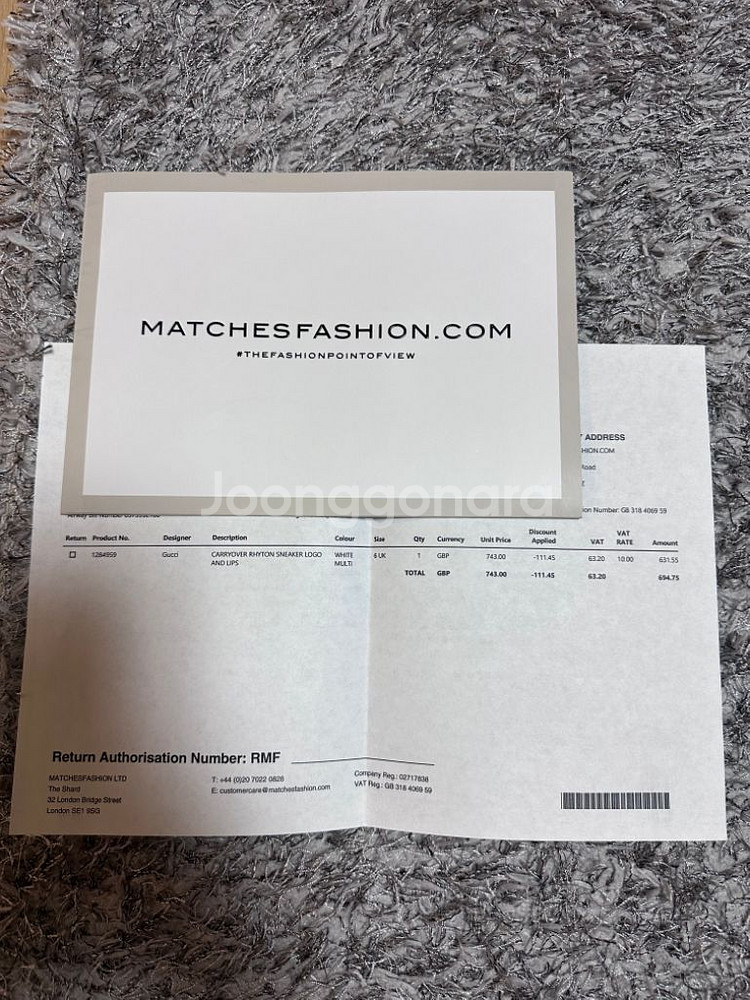 MATCHESFASHION.COM
#THEFASHIONPOINTOFVIEW
ADDRESS
Joonggonara
Number: GB 318 4069 59
Return Product No. Designer Description Colour Size Qty Currency Unit Price Discount Applied VAT VAT RATE Amount
1284959 Gucci CARRYOVER RHYTON SNEAKER LOGO WHITE 6 UK 1 GBP 743.00 -111.45 63.20 10.00 631.55
AND LIPS MULTI
TOTAL GBP 743.00 -111.45 63.20 694.75
Return Authorisation Number: RMF
MATCHESFASHION LTD
The Shard
32 London Bridge Street
London SE1 9SG
T: +44 (0)20 7022 0828
E: customercare@matchesfashion.com
Company Reg.: 02717838
VAT Reg.: GB 318 4069 59